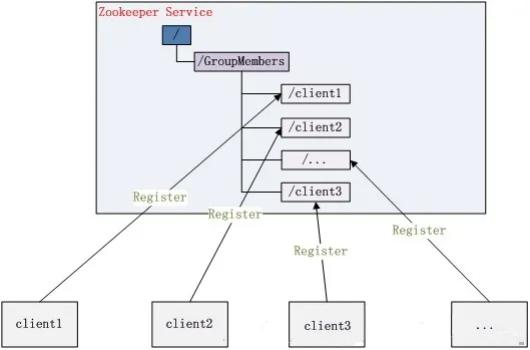 Zookeeper Service
/
/GroupMembers
/client1
/client2
/...
/client3
Register
Register
Register
Register
client1
client2
client3
...